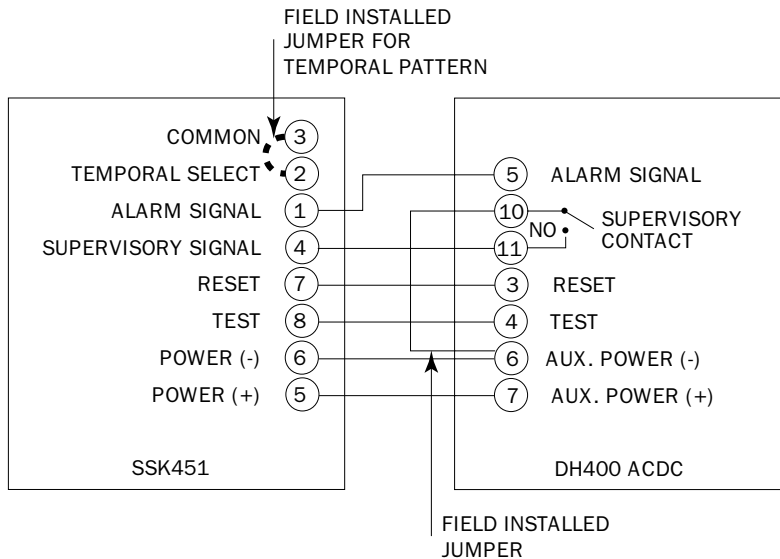 FIELD INSTALLED
JUMPER FOR
TEMPORAL PATTERN
COMMON 3
TEMPORAL SELECT 2
ALARM SIGNAL 1
SUPERVISORY SIGNAL 4
RESET 7
TEST 8
POWER (-) 6
POWER (+) 5
SSK451
5 ALARM SIGNAL
10
NO
SUPERVISORY
CONTACT
11
3 RESET
4 TEST
6 AUX. POWER (-)
7 AUX. POWER (+)
DH400 ACDC
FIELD INSTALLED
JUMPER